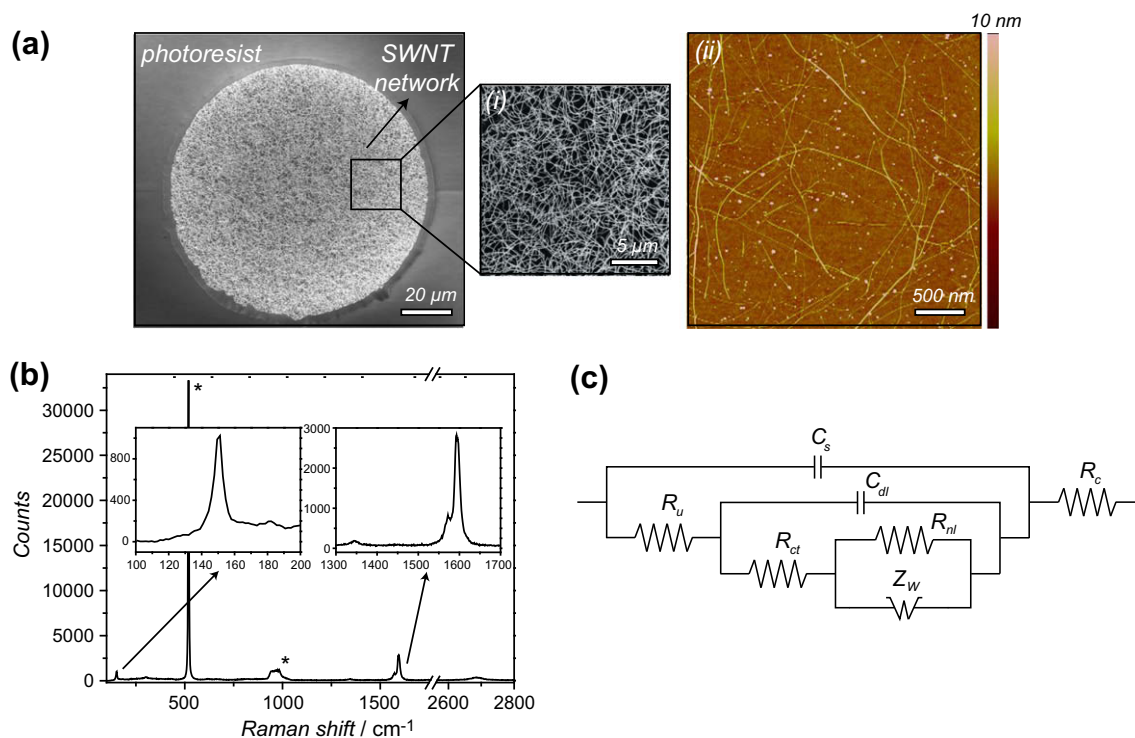 (a)
photoresist
SWNT
network
20 µm
(i)
5 µm
(ii)
500 nm
10 nm
(b)
Counts
30000
25000
20000
15000
10000
5000
0
*
*
800
400
0
100 120 140 160 180 200
3000
2000
1000
0
1300 1400 1500 1600 1700
500 1000 2600 2800
Raman shift / cm-1
(c)
Cs
Rc
Cdl
Ru
Rnl
Rct
ZW